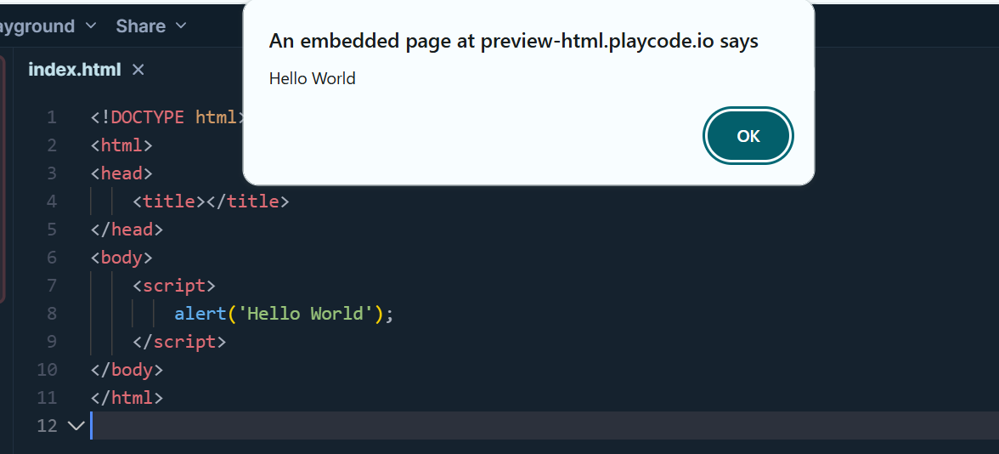 Share
An embedded page at preview-html.playcode.io says
Hello World
OK
index.html
1 <!DOCTYPE html>
2 <html>
3 <head>
4 <title></title>
5 </head>
6 <body>
7 <script>
8 alert('Hello World');
9 </script>
10 </body>
11 </html>
12